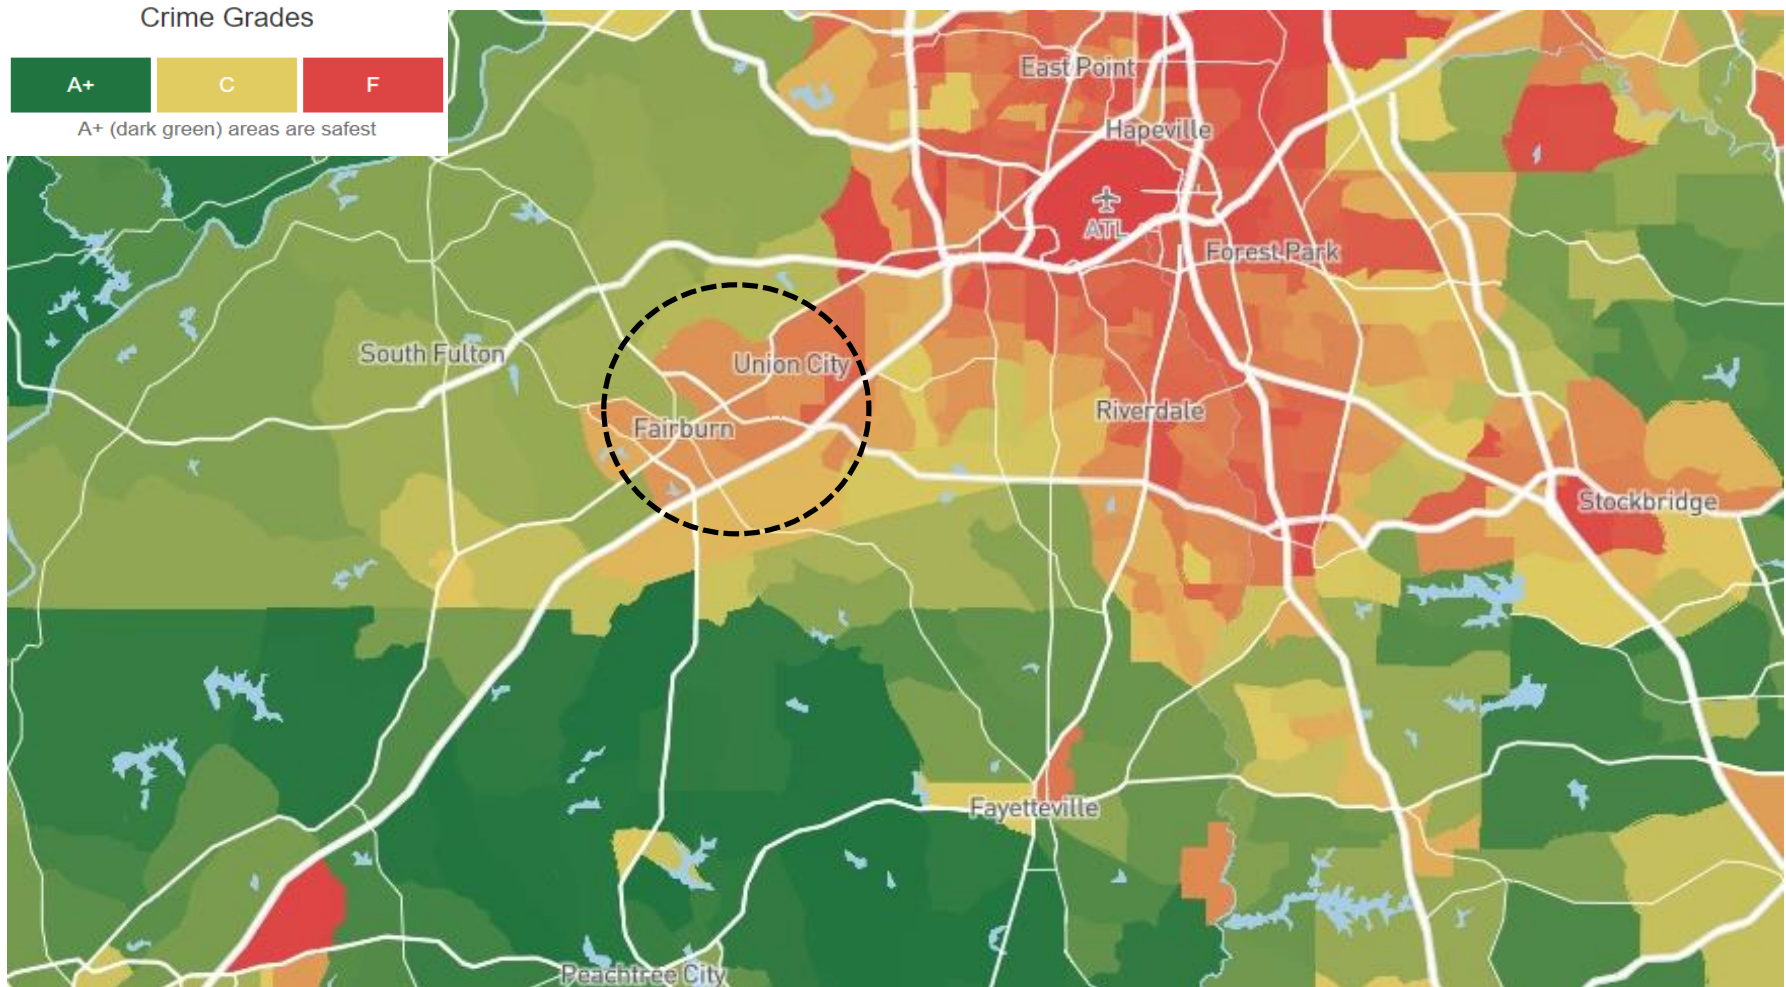 Crime Grades
A+ C F
A+ (dark green) areas are safest
East Point
Hapeville
ATL
Forest Park
South Fulton
Union City
Fairburn
Riverdale
Stockbridge
Fayetteville
Peachtree City